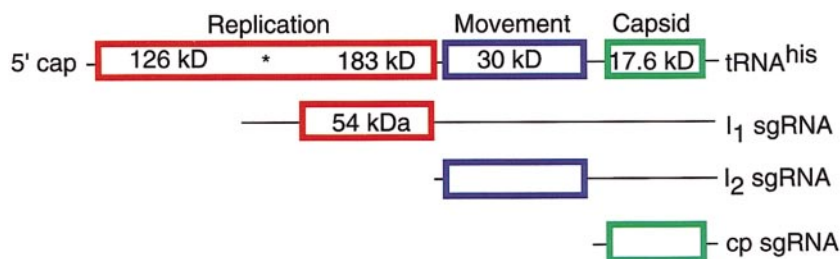 Replication Movement Capsid
5' cap 126 kD * 183 kD 30 kD 17.6 kD tRNAhis
54 kDa I1 sgRNA
I2 sgRNA
cp sgRNA